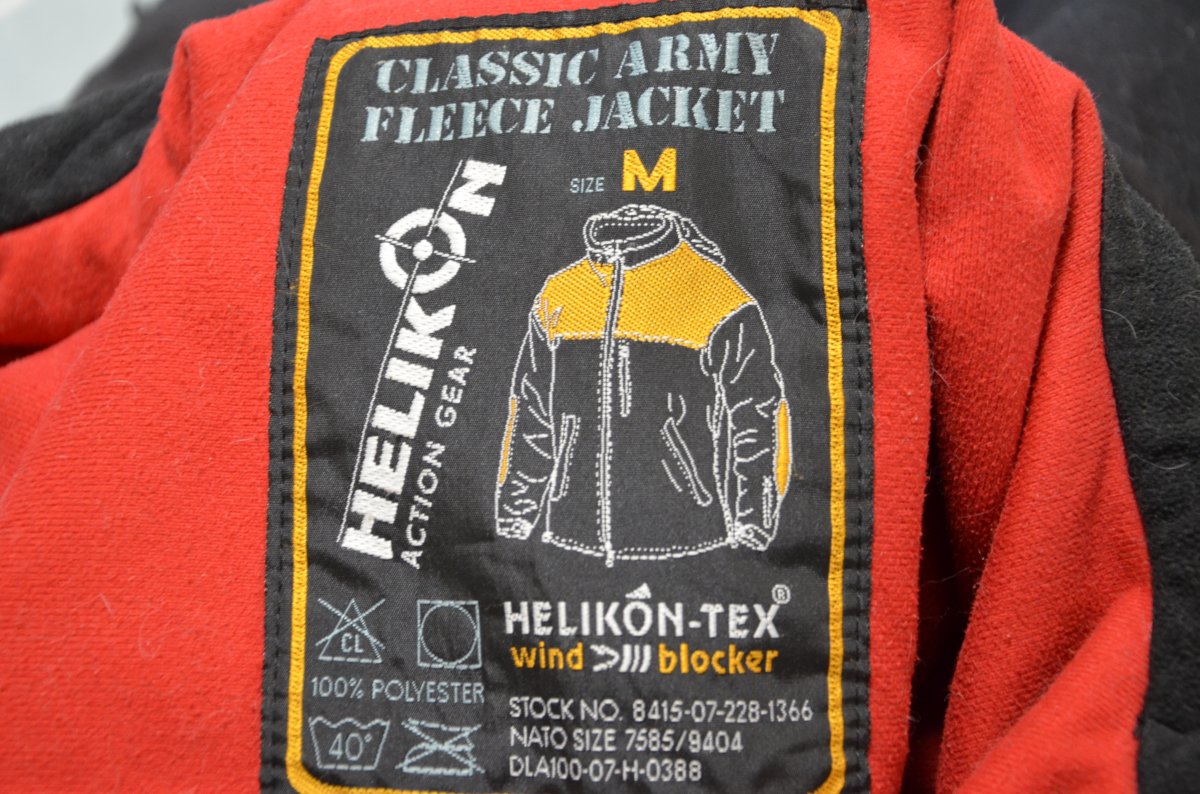 CLASSIC ARMY
FLEECE JACKET
SIZE M
HELIKON
ACTION GEAR
HELIKON-TEX®
wind blocker
CL
100% POLYESTER
40°
STOCK NO. 8415-07-228-1366
NATO SIZE 7585/9404
DLA100-07-H-0388